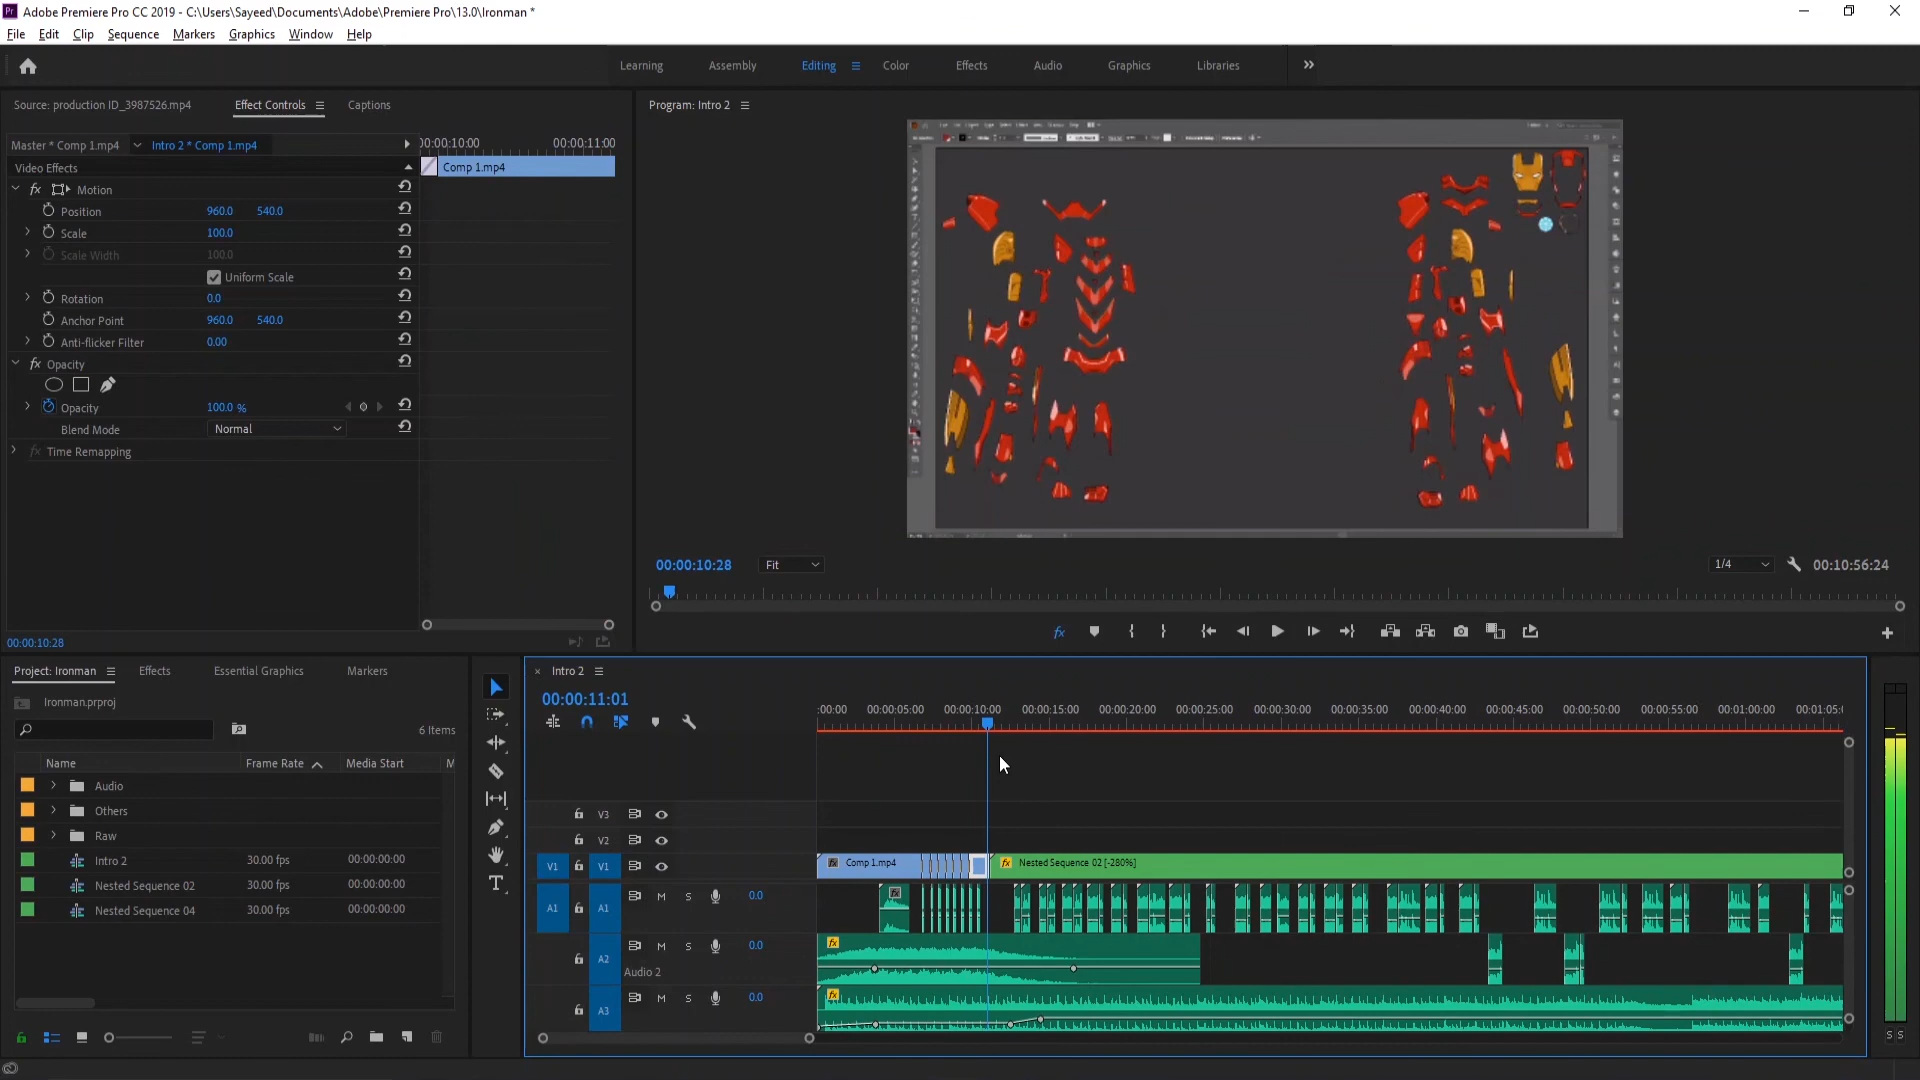 Adobe Premiere Pro CC 2019 - C:\Users\Sayeed\Documents\Adobe\Premiere Pro\13.0\Ironman *
File Edit Clip Sequence Markers Graphics Window Help
Learning Assembly Editing Color Effects Audio Graphics Libraries
Source: production ID_3987526.mp4 Effect Controls Captions
Program: Intro 2
Master * Comp 1.mp4 Intro 2 * Comp 1.mp4
00:00:10:00 00:00:11:00
Video Effects
Comp 1.mp4
fx Motion
Position 960.0 540.0
Scale 100.0
Scale Width 100.0
Uniform Scale
Rotation 0.0
Anchor Point 960.0 540.0
Anti-flicker Filter 0.00
fx Opacity
Opacity 100.0 %
Blend Mode Normal
fx Time Remapping
00:00:10:28
00:00:10:28 Fit 1/4 00:10:56:24
fx
Project: Ironman Effects Essential Graphics Markers
Ironman.prproj
6 Items
Name Frame Rate Media Start M
Audio
Others
Raw
Intro 2 30.00 fps 00:00:00:00
Nested Sequence 02 30.00 fps 00:00:00:00
Nested Sequence 04 30.00 fps 00:00:00:00
× Intro 2
00:00:11:01
:00:00 00:00:05:00 00:00:10:00 00:00:15:00 00:00:20:00 00:00:25:00 00:00:30:00 00:00:35:00 00:00:40:00 00:00:45:00 00:00:50:00 00:00:55:00 00:01:00:00 00:01:05:0
V3
V2
V1 V1 fx Comp 1.mp4 fx Nested Sequence 02 [-280%]
A1 A1 M S 0.0 fx
A2 M S 0.0 fx
Audio 2
A3 M S 0.0 fx
S S